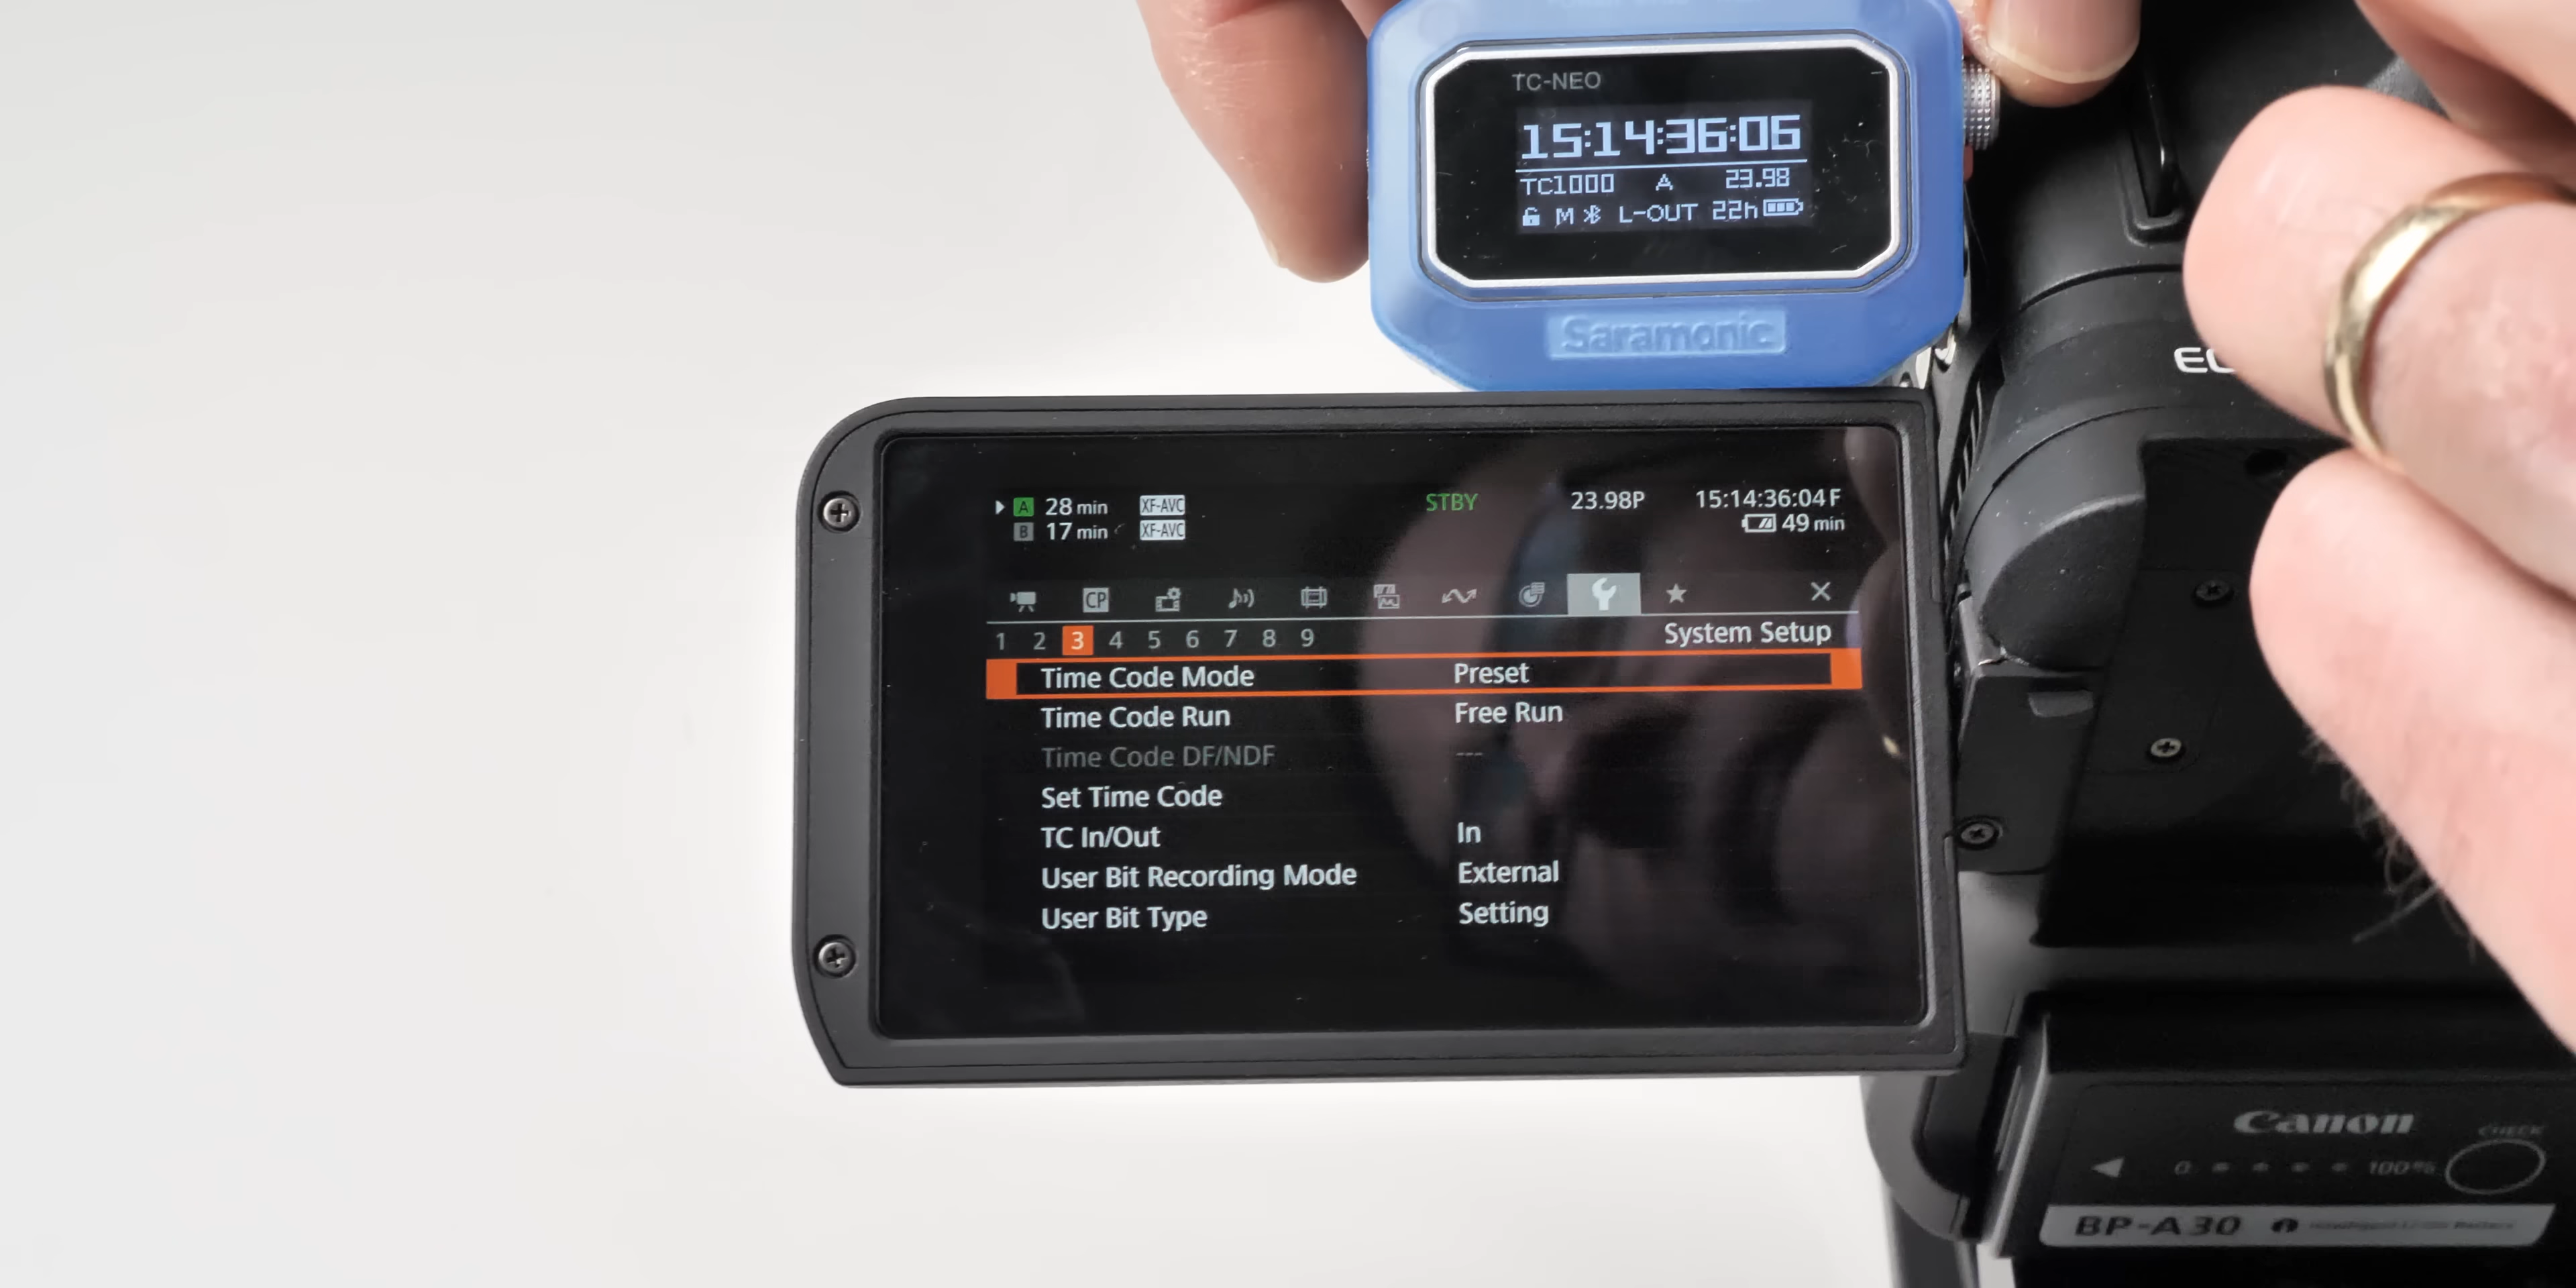 TC-NEO
15:14:36:06
TC1000 A 23.98
M L-OUT 22h
Saramonic
A 28 min XF-AVC STBY 23.98P 15:14:36:04 F
B 17 min XF-AVC 49 min
CP
1 2 3 4 5 6 7 8 9 System Setup
Time Code Mode Preset
Time Code Run Free Run
Time Code DF/NDF ---
Set Time Code
TC In/Out In
User Bit Recording Mode External
User Bit Type Setting
Canon
CHECK
0 100%
BP-A30